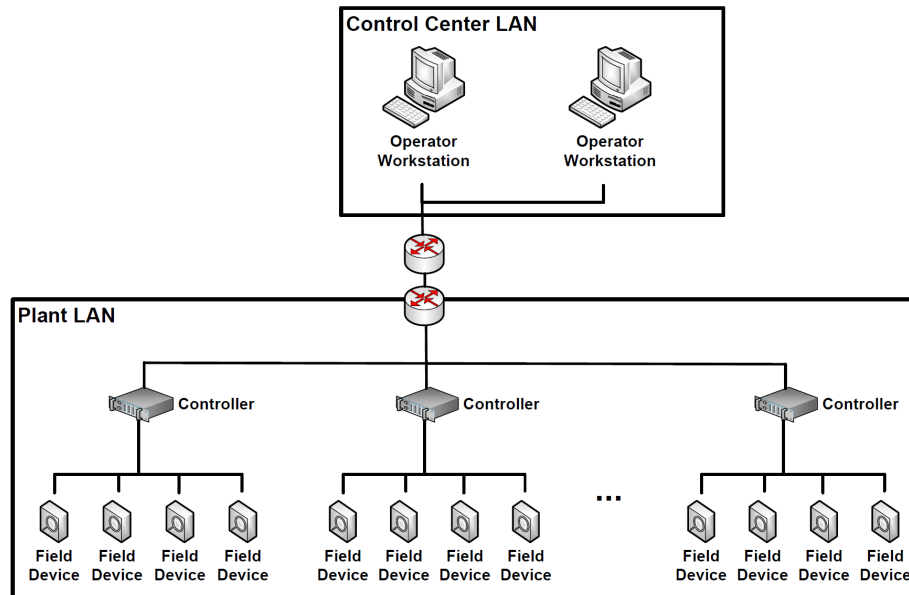 Control Center LAN
Operator
Workstation
Operator
Workstation
Plant LAN
Controller
Controller
Controller
...
Field
Device
Field
Device
Field
Device
Field
Device
Field
Device
Field
Device
Field
Device
Field
Device
Field
Device
Field
Device
Field
Device
Field
Device